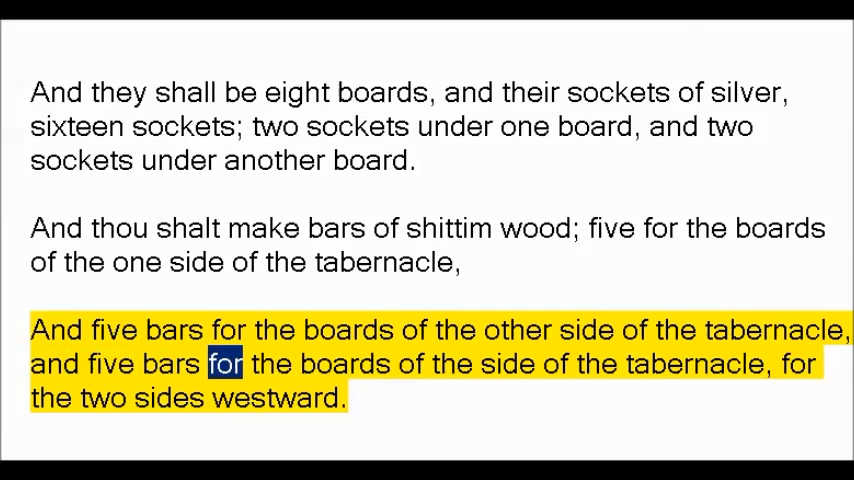 And they shall be eight boards, and their sockets of silver,
sixteen sockets; two sockets under one board, and two
sockets under another board.
And thou shalt make bars of shittim wood; five for the boards
of the one side of the tabernacle,
And five bars for the boards of the other side of the tabernacle,
and five bars for the boards of the side of the tabernacle, for
the two sides westward.